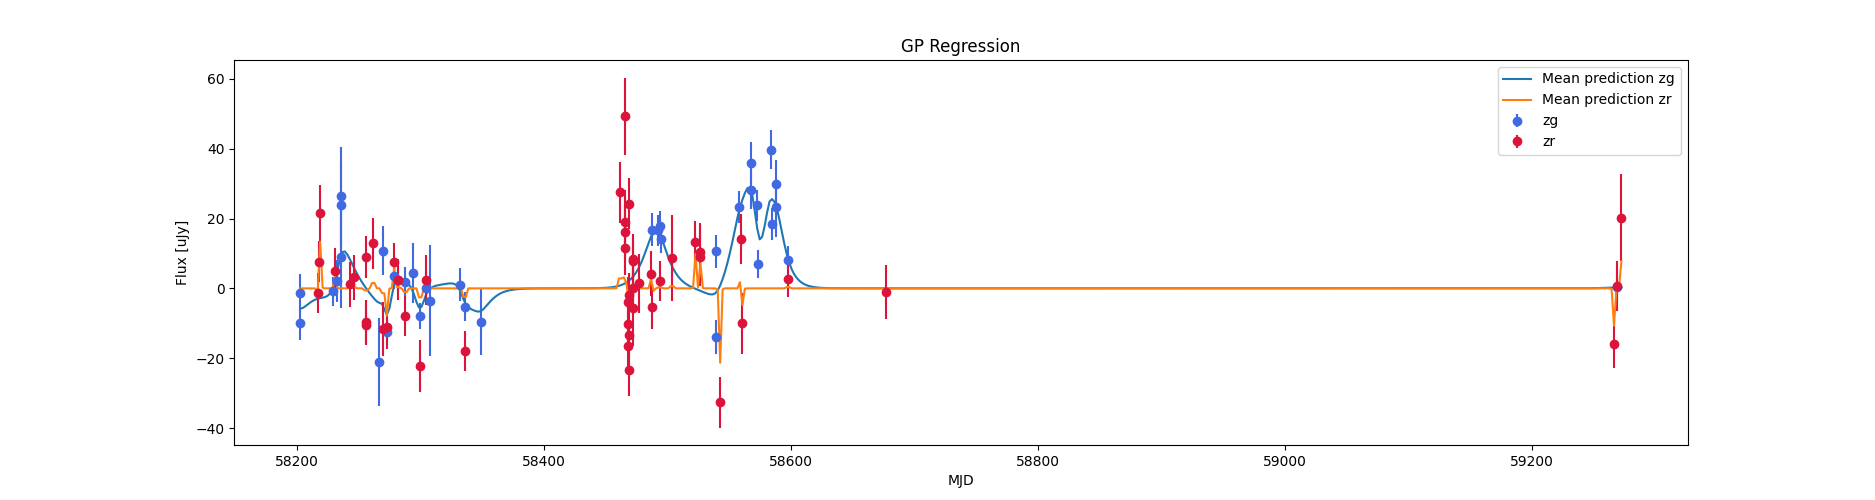 GP Regression
Flux [uJy]
60
40
20
0
−20
−40
58200
58400
58600
58800
59000
59200
MJD
Mean prediction zg
Mean prediction zr
zg
zr